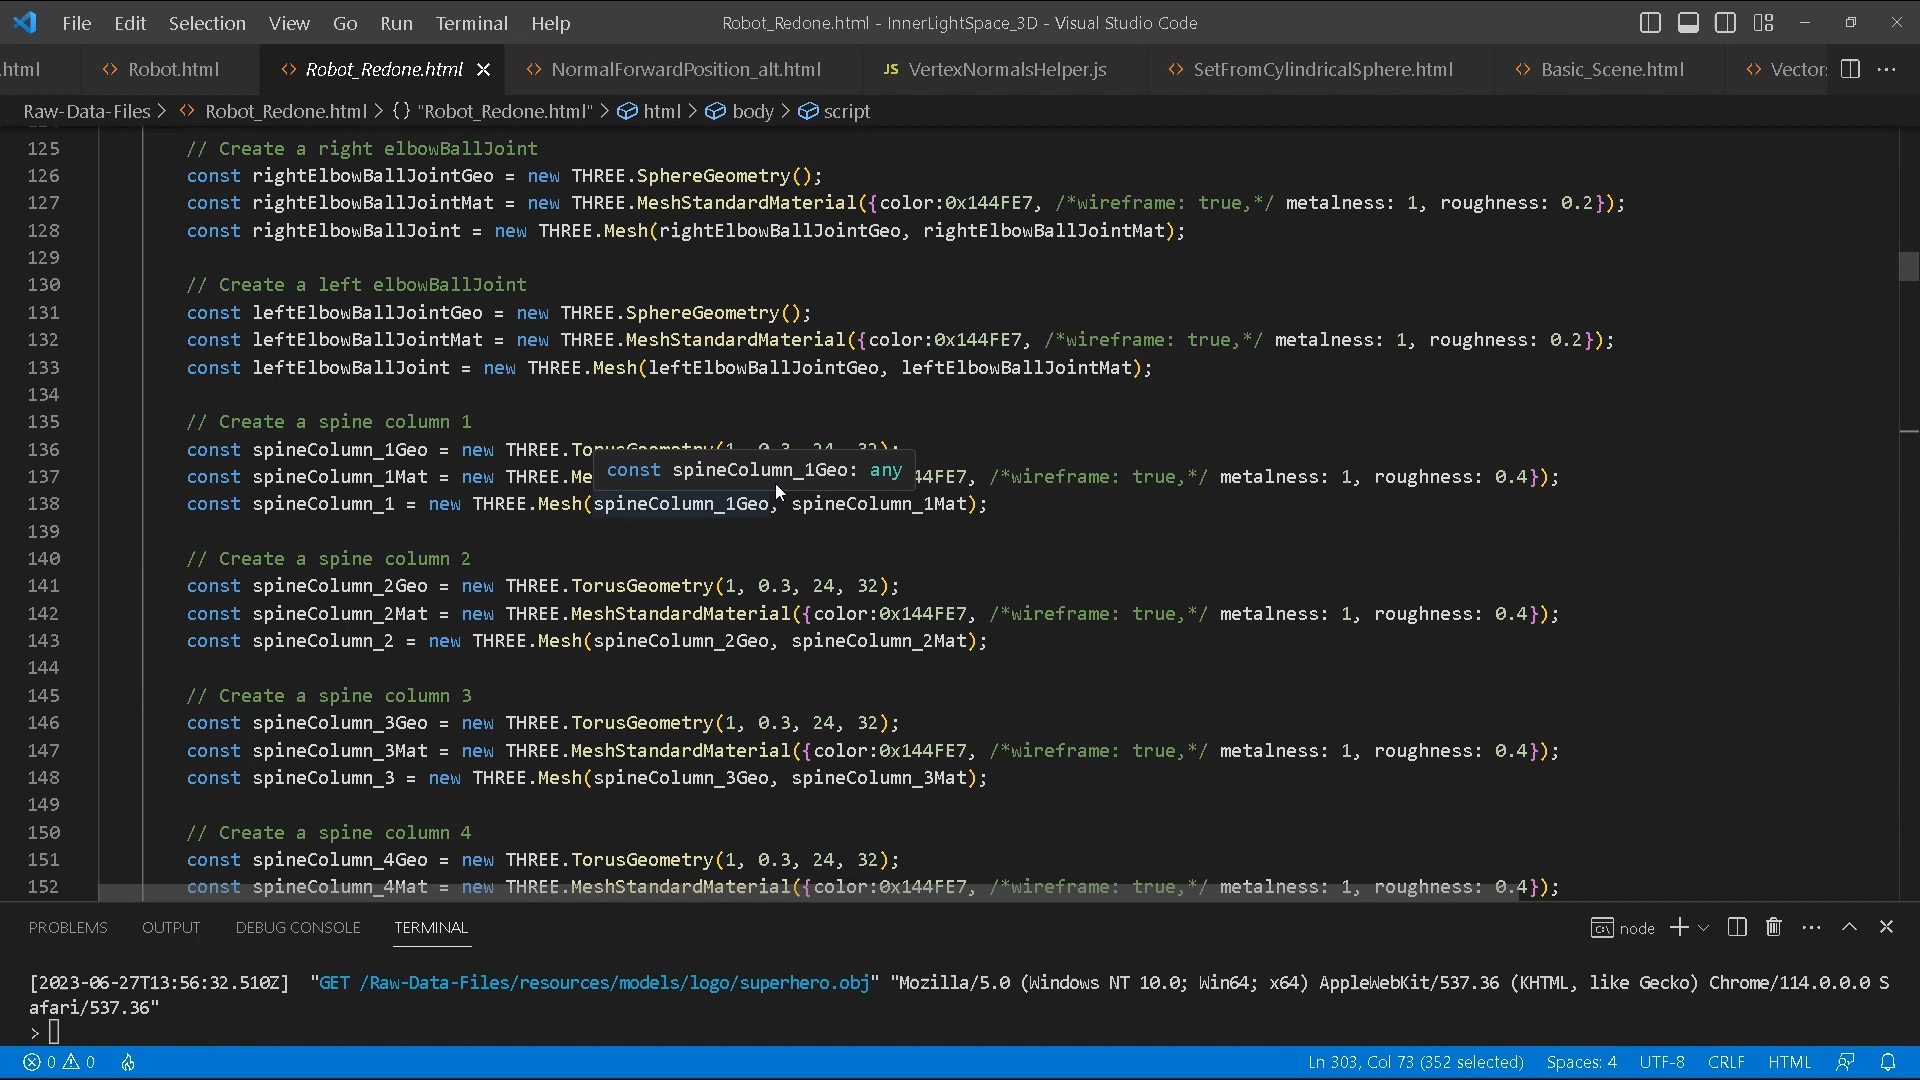 File Edit Selection View Go Run Terminal Help Robot_Redone.html - InnerLightSpace_3D - Visual Studio Code
.html Robot.html Robot_Redone.html NormalForwardPosition_alt.html JS VertexNormalsHelper.js SetFromCylindricalSphere.html Basic_Scene.html Vector
Raw-Data-Files > Robot_Redone.html > {} "Robot_Redone.html" > html > body > script
125 // Create a right elbowBallJoint
126 const rightElbowBallJointGeo = new THREE.SphereGeometry();
127 const rightElbowBallJointMat = new THREE.MeshStandardMaterial({color:0x144FE7, /*wireframe: true,*/ metalness: 1, roughness: 0.2});
128 const rightElbowBallJoint = new THREE.Mesh(rightElbowBallJointGeo, rightElbowBallJointMat);
129
130 // Create a left elbowBallJoint
131 const leftElbowBallJointGeo = new THREE.SphereGeometry();
132 const leftElbowBallJointMat = new THREE.MeshStandardMaterial({color:0x144FE7, /*wireframe: true,*/ metalness: 1, roughness: 0.2});
133 const leftElbowBallJoint = new THREE.Mesh(leftElbowBallJointGeo, leftElbowBallJointMat);
134
135 // Create a spine column 1
136 const spineColumn_1Geo = new THREE.TorusGeometry(1, 0.3, 24, 32);
const spineColumn_1Geo: any
137 const spineColumn_1Mat = new THREE.Me 44FE7, /*wireframe: true,*/ metalness: 1, roughness: 0.4});
138 const spineColumn_1 = new THREE.Mesh(spineColumn_1Geo, spineColumn_1Mat);
139
140 // Create a spine column 2
141 const spineColumn_2Geo = new THREE.TorusGeometry(1, 0.3, 24, 32);
142 const spineColumn_2Mat = new THREE.MeshStandardMaterial({color:0x144FE7, /*wireframe: true,*/ metalness: 1, roughness: 0.4});
143 const spineColumn_2 = new THREE.Mesh(spineColumn_2Geo, spineColumn_2Mat);
144
145 // Create a spine column 3
146 const spineColumn_3Geo = new THREE.TorusGeometry(1, 0.3, 24, 32);
147 const spineColumn_3Mat = new THREE.MeshStandardMaterial({color:0x144FE7, /*wireframe: true,*/ metalness: 1, roughness: 0.4});
148 const spineColumn_3 = new THREE.Mesh(spineColumn_3Geo, spineColumn_3Mat);
149
150 // Create a spine column 4
151 const spineColumn_4Geo = new THREE.TorusGeometry(1, 0.3, 24, 32);
152 const spineColumn_4Mat = new THREE.MeshStandardMaterial({color:0x144FE7, /*wireframe: true,*/ metalness: 1, roughness: 0.4});
PROBLEMS OUTPUT DEBUG CONSOLE TERMINAL node
[2023-06-27T13:56:32.510Z] "GET /Raw-Data-Files/resources/models/logo/superhero.obj" "Mozilla/5.0 (Windows NT 10.0; Win64; x64) AppleWebKit/537.36 (KHTML, like Gecko) Chrome/114.0.0.0 S
afari/537.36"
>
0 0 Ln 303, Col 73 (352 selected) Spaces: 4 UTF-8 CRLF HTML